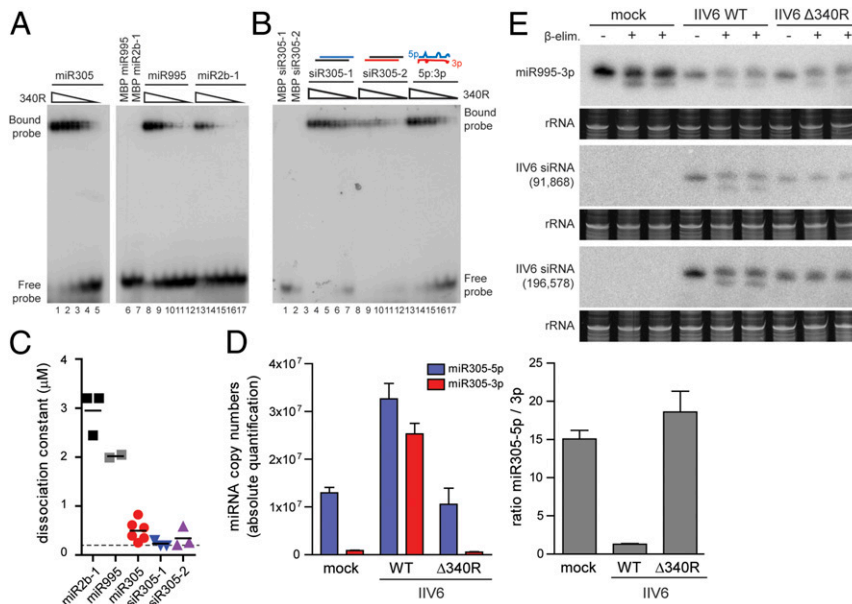 A
MBP miR995
MBP miR2b-1
miR305
miR995
miR2b-1
340R
Bound
probe
Free
probe
1 2 3 4 5
6 7 8 9 10 11 12 13 14 15 16 17
B
MBP siR305-1
MBP siR305-2
5p
3p
siR305-1
siR305-2
5p:3p
340R
Bound
probe
Free
probe
1 2 3 4 5 6 7 8 9 10 11 12 13 14 15 16 17
C
dissociation constant (μM)
4
3
2
1
0
miR2b-1
miR995
miR305
siR305-1
siR305-2
D
miRNA copy numbers
(absolute quantification)
4x10⁷
3x10⁷
2x10⁷
1x10⁷
0
miR305-5p
miR305-3p
mock
WT
Δ340R
IIV6
ratio miR305-5p / 3p
25
20
15
10
5
0
mock
WT
Δ340R
IIV6
E
mock
IIV6 WT
IIV6 Δ340R
- + + - + + - + +
β-elim.
miR995-3p
rRNA
IIV6 siRNA
(91,868)
rRNA
IIV6 siRNA
(196,578)
rRNA